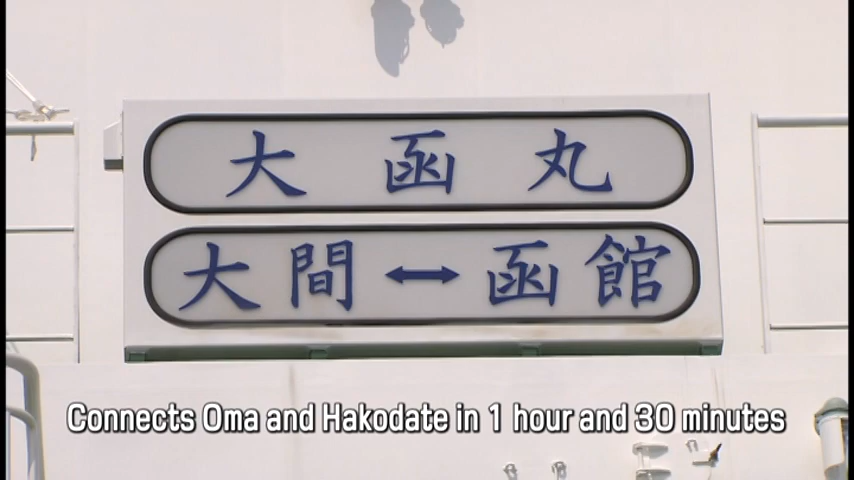 大函丸
大間↔函館
Connects Oma and Hakodate in 1 hour and 30 minutes